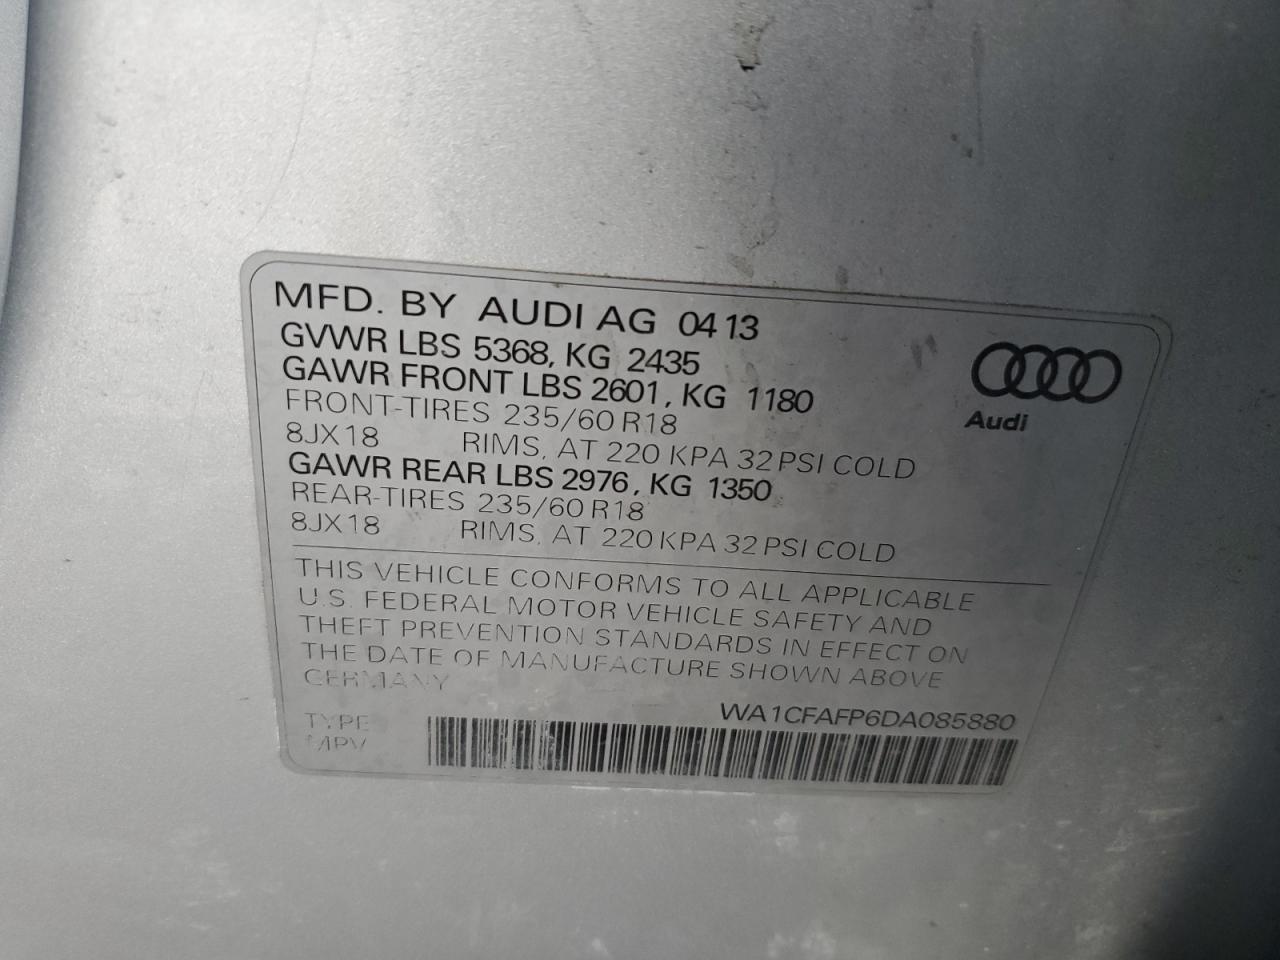 MFD. BY AUDI AG 04 13
GVWR LBS 5368, KG 2435
GAWR FRONT LBS 2601, KG 1180
FRONT-TIRES 235/60 R18
8JX18 RIMS, AT 220 KPA 32 PSI COLD
GAWR REAR LBS 2976, KG 1350
REAR-TIRES 235/60 R18
8JX18 RIMS, AT 220 KPA 32 PSI COLD
Audi
THIS VEHICLE CONFORMS TO ALL APPLICABLE
U.S. FEDERAL MOTOR VEHICLE SAFETY AND
THEFT PREVENTION STANDARDS IN EFFECT ON
THE DATE OF MANUFACTURE SHOWN ABOVE
GERMANY
WA1CFAFP6DA085880
TYPE
MPV